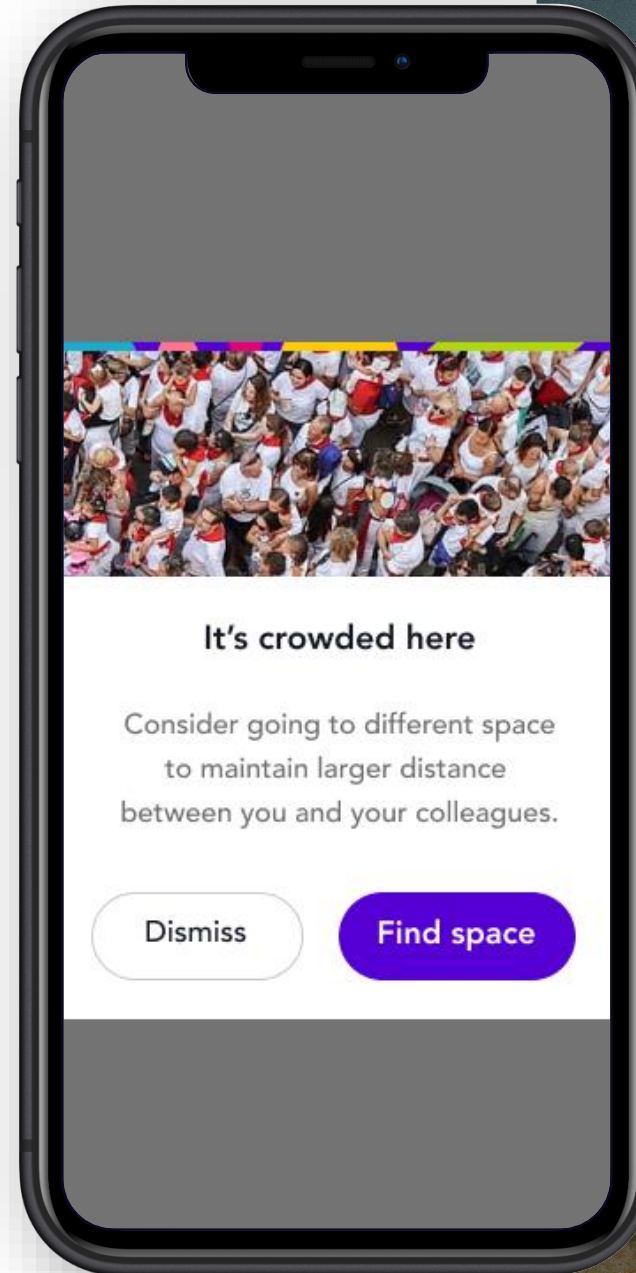 It's crowded here
Consider going to different space
to maintain larger distance
between you and your colleagues.
Dismiss
Find space